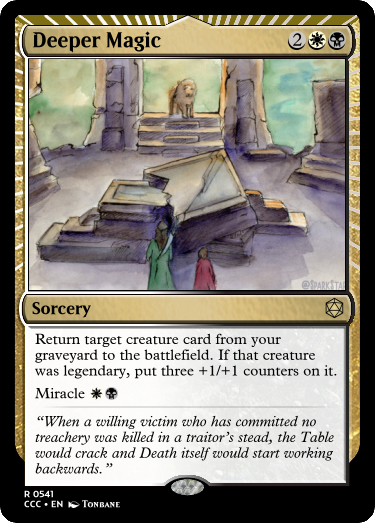 Deeper Magic 2
@SPARKSTAI
Sorcery
Return target creature card from your
graveyard to the battlefield. If that creature
was legendary, put three +1/+1 counters on it.
Miracle
“When a willing victim who has committed no
treachery was killed in a traitor’s stead, the Table
would crack and Death itself would start working
backwards.”
R 0541
CCC • EN TONBANE